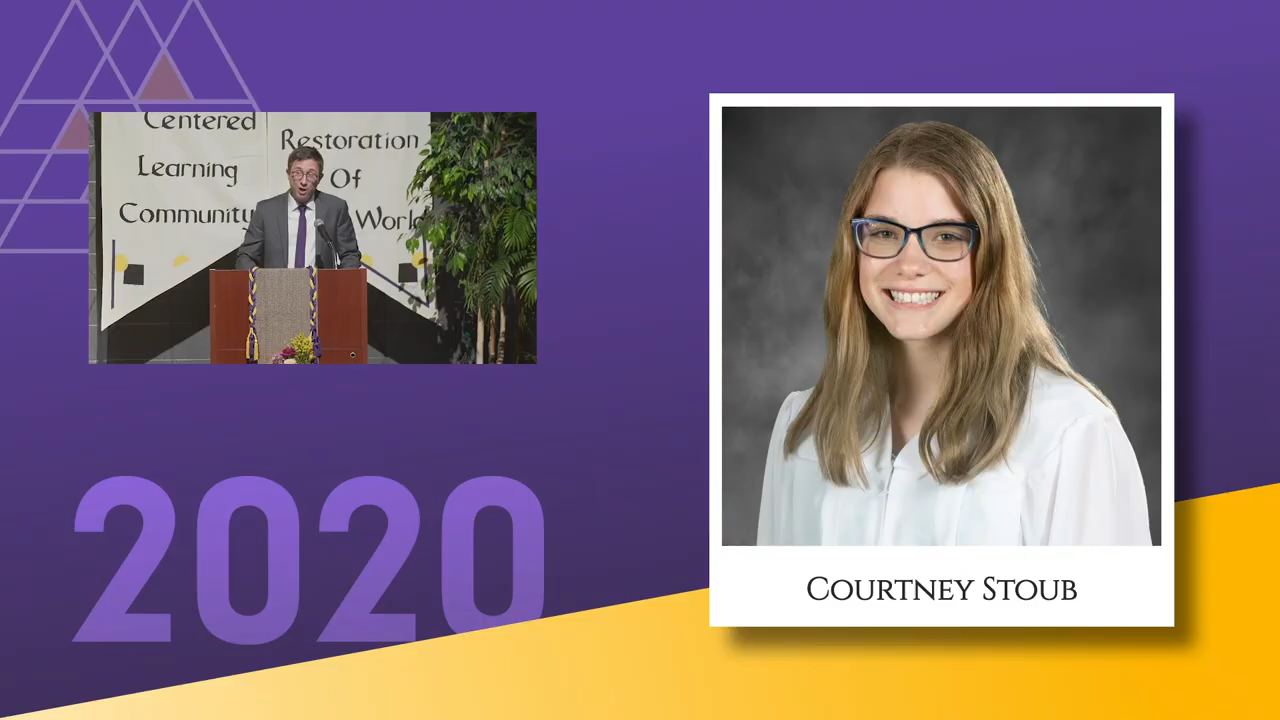 Centered
Learning
Community
Restoration
Of
World
2020
Courtney Stoub